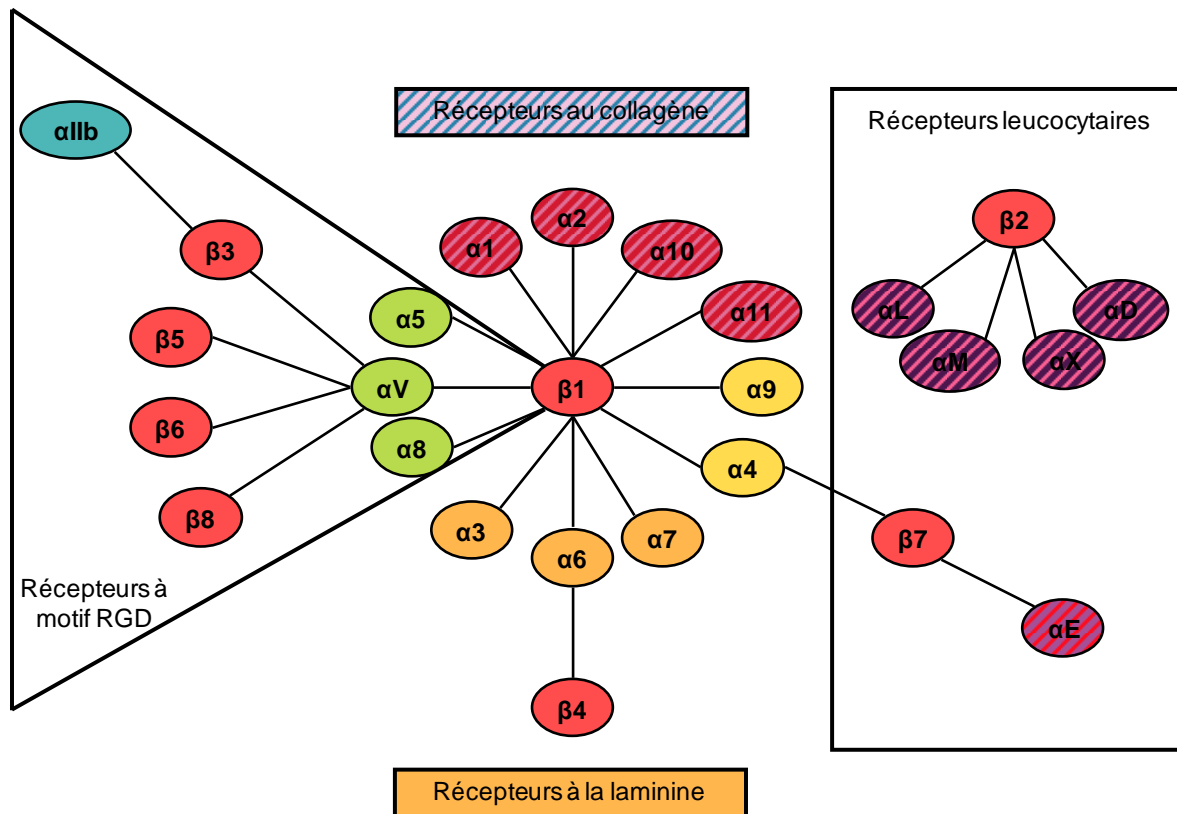 Récepteurs au collagène
Récepteurs leucocytaires
αIIb
β3
β5
β6
β8
α5
αV
α8
Récepteurs à
motif RGD
α1
α2
α10
α11
β1
α9
α4
α3
α6
α7
β4
β2
αL
αM
αX
αD
β7
αE
Récepteurs à la laminine